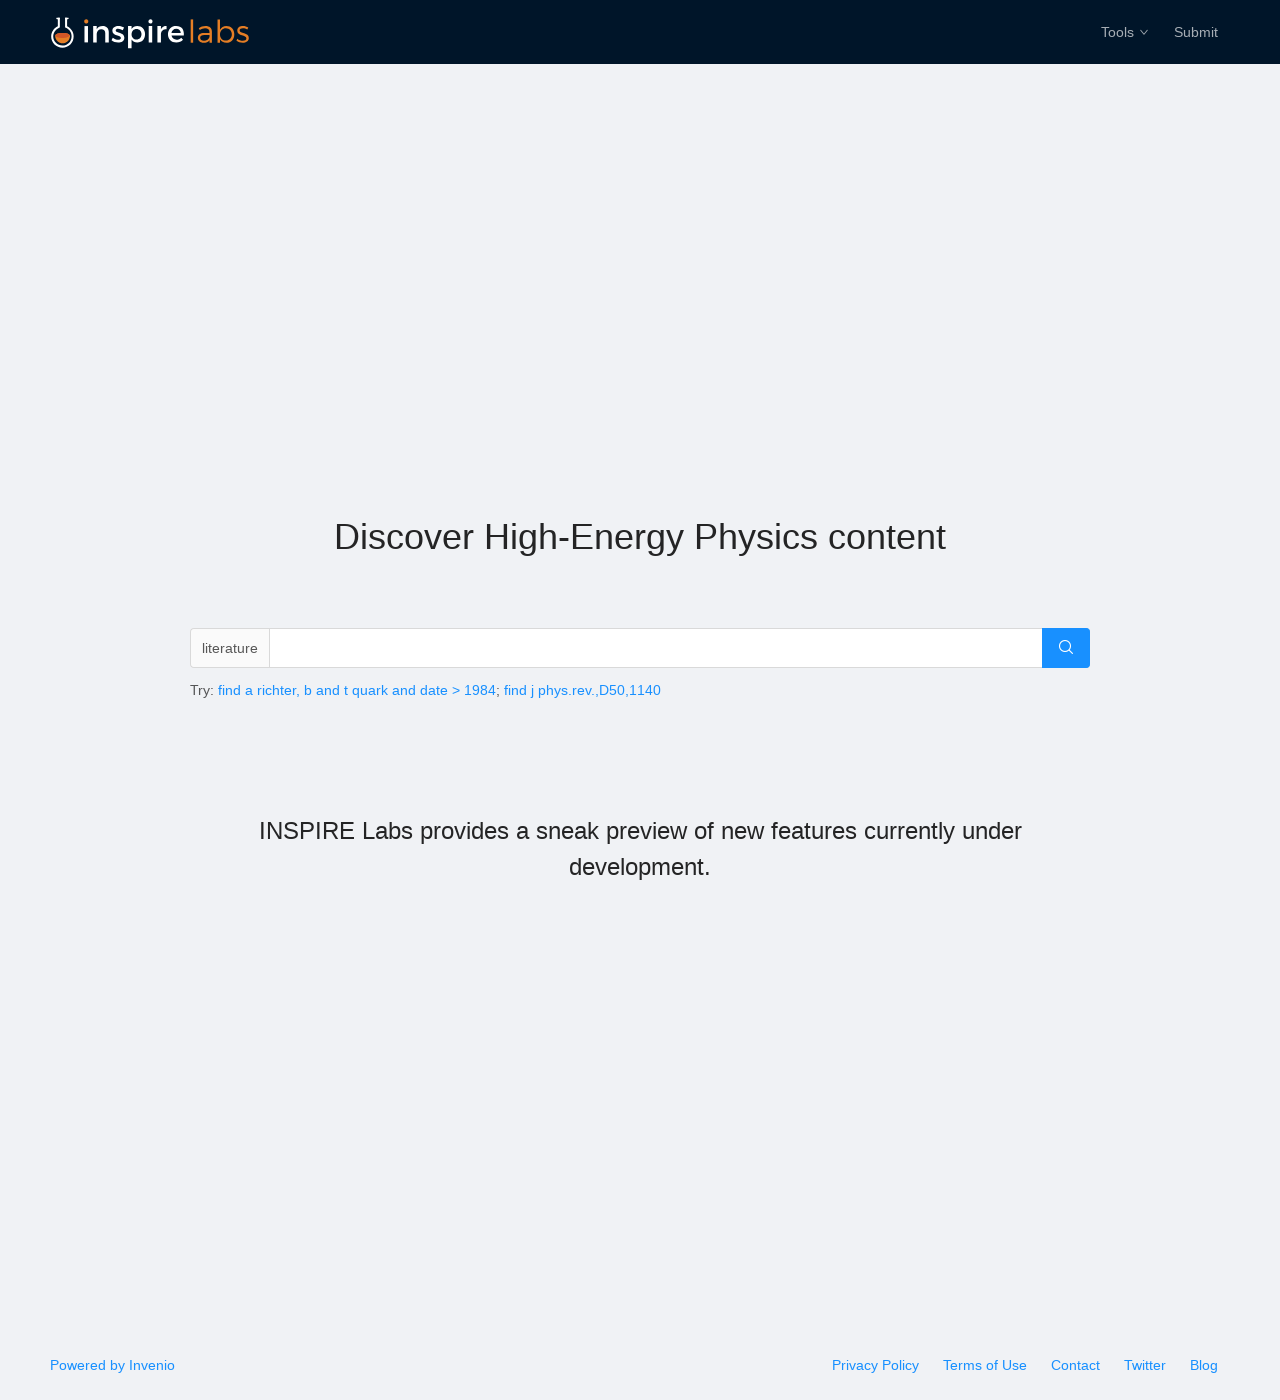 inspire labs
Tools
Submit
Discover High-Energy Physics content
literature
Try: find a richter, b and t quark and date > 1984; find j phys.rev.,D50,1140
INSPIRE Labs provides a sneak preview of new features currently under
development.
Powered by Invenio
Privacy Policy
Terms of Use
Contact
Twitter
Blog